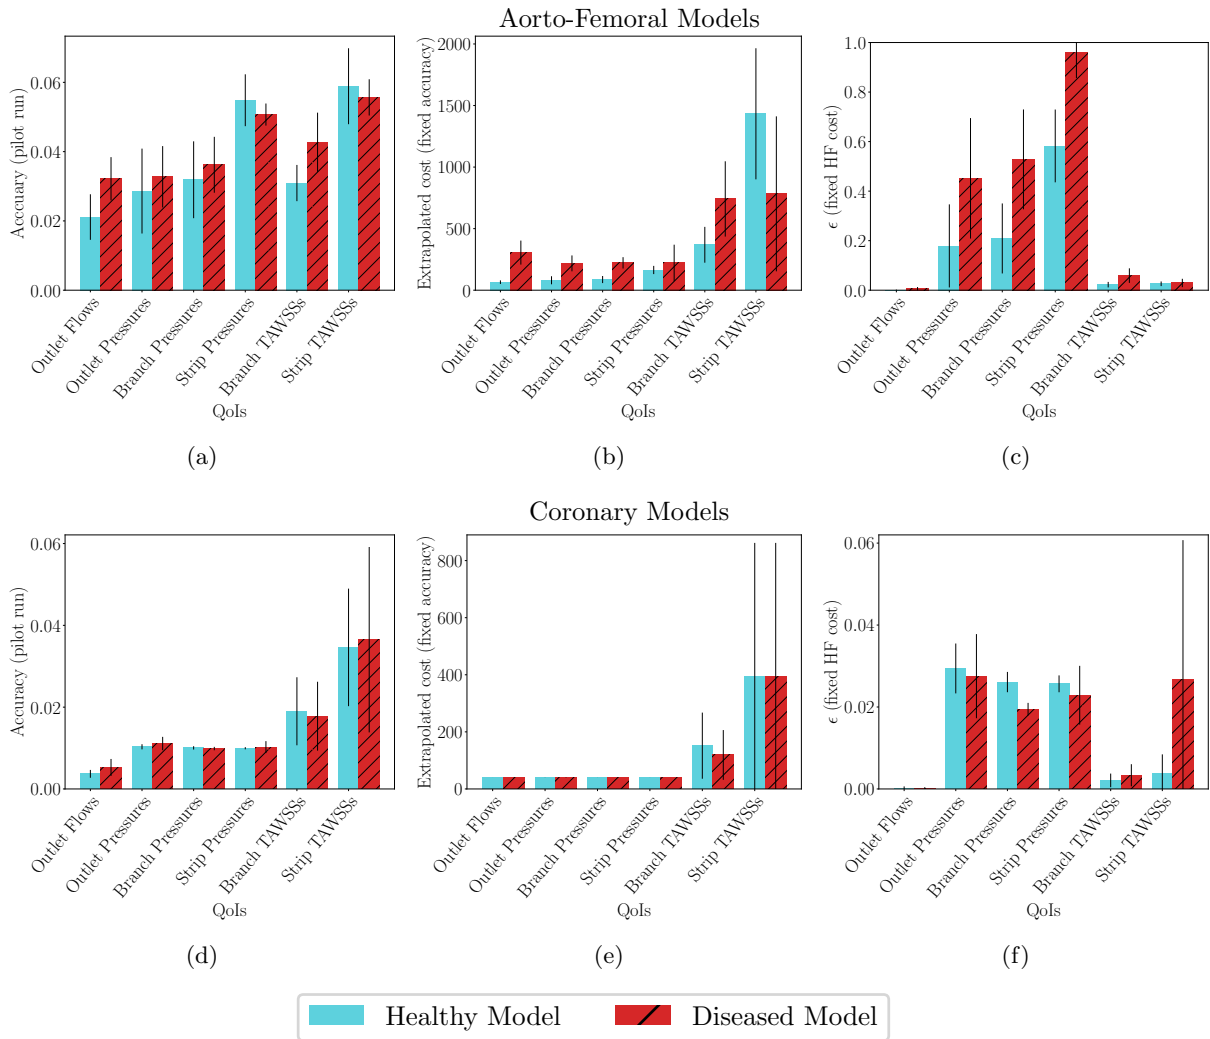 Aorto-Femoral Models
Acccuary (pilot run)
0.06
0.04
0.02
0.00
Outlet Flows
Outlet Pressures
Branch Pressures
Strip Pressures
Branch TAWSSs
Strip TAWSSs
QoIs
(a)
Extrapolated cost (fixed accuracy)
2000
1500
1000
500
0
Outlet Flows
Outlet Pressures
Branch Pressures
Strip Pressures
Branch TAWSSs
Strip TAWSSs
QoIs
(b)
ϵ (fixed HF cost)
1.0
0.8
0.6
0.4
0.2
0.0
Outlet Flows
Outlet Pressures
Branch Pressures
Strip Pressures
Branch TAWSSs
Strip TAWSSs
QoIs
(c)
Coronary Models
Accuracy (pilot run)
0.06
0.04
0.02
0.00
Outlet Flows
Outlet Pressures
Branch Pressures
Strip Pressures
Branch TAWSSs
Strip TAWSSs
QoIs
(d)
Extrapolated cost (fixed accuracy)
800
600
400
200
0
Outlet Flows
Outlet Pressures
Branch Pressures
Strip Pressures
Branch TAWSSs
Strip TAWSSs
QoIs
(e)
ϵ (fixed HF cost)
0.06
0.04
0.02
0.00
Outlet Flows
Outlet Pressures
Branch Pressures
Strip Pressures
Branch TAWSSs
Strip TAWSSs
QoIs
(f)
Healthy Model
Diseased Model